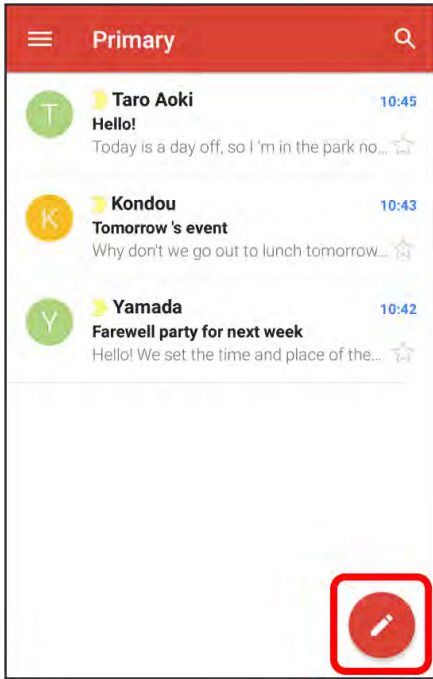 Primary
T
Taro Aoki 10:45
Hello!
Today is a day off, so I 'm in the park no...
K
Kondou 10:43
Tomorrow 's event
Why don't we go out to lunch tomorrow...
Y
Yamada 10:42
Farewell party for next week
Hello! We set the time and place of the...